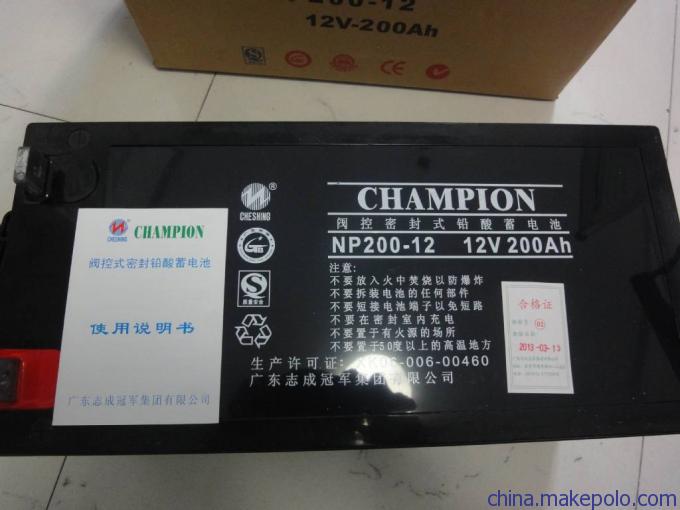 P200-12
12V-200Ah
CHESHING
CHAMPION
阀控密封式铅酸蓄电池
NP200-12 12V 200Ah
注意:
不要放入火中焚烧以防爆炸
不要拆装电池的任何部件
不要短接电池端子以免短路
不要在密封室内充电
不要置于有火源的场所
不要置于50度以上的高温地方
生产许可证: XK06-006-00460
广东志成冠军集团有限公司
CHESHING
CHAMPION
阀控式密封铅酸蓄电池
使用说明书
广东志成冠军集团有限公司
合格证
02
2013-03-13
china.makepolo.com